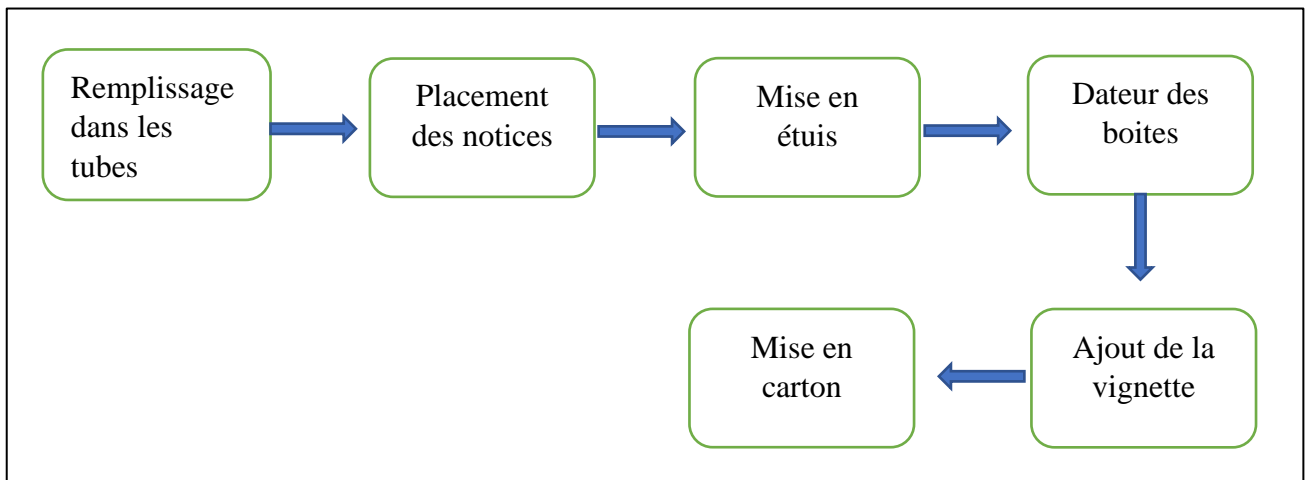 Remplissage
dans les
tubes
Placement
des notices
Mise en
étuis
Dateur des
boites
Ajout de la
vignette
Mise en
carton